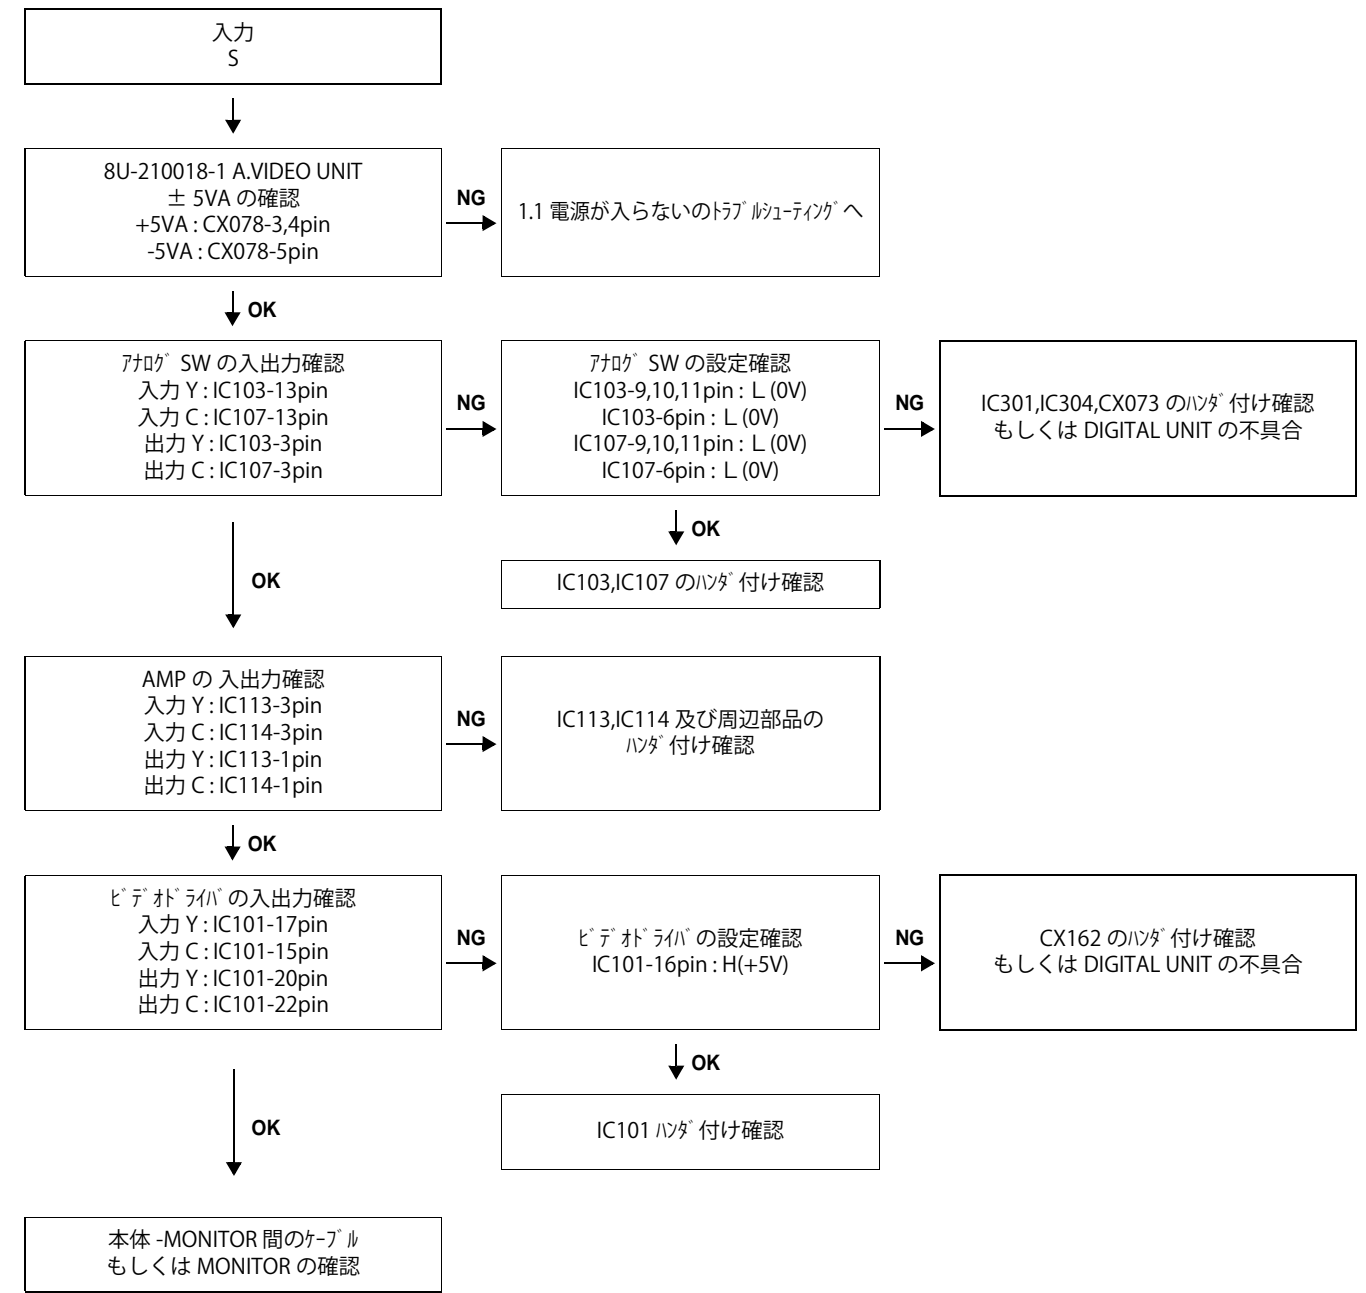 入力
S
8U-210018-1 A.VIDEO UNIT
± 5VA の確認
+5VA : CX078-3,4pin
-5VA : CX078-5pin
NG
1.1 電源が入らないのﾄﾗﾌﾞﾙｼｭｰﾃｨﾝｸﾞへ
OK
ｱﾅﾛｸﾞ SW の入出力確認
入力 Y : IC103-13pin
入力 C : IC107-13pin
出力 Y : IC103-3pin
出力 C : IC107-3pin
NG
ｱﾅﾛｸﾞ SW の設定確認
IC103-9,10,11pin : L (0V)
IC103-6pin : L (0V)
IC107-9,10,11pin : L (0V)
IC107-6pin : L (0V)
NG
IC301,IC304,CX073 のﾊﾝﾀﾞ付け確認
もしくは DIGITAL UNIT の不具合
OK
IC103,IC107 のﾊﾝﾀﾞ付け確認
OK
AMP の 入出力確認
入力 Y : IC113-3pin
入力 C : IC114-3pin
出力 Y : IC113-1pin
出力 C : IC114-1pin
NG
IC113,IC114 及び周辺部品の
ﾊﾝﾀﾞ付け確認
OK
ﾋﾞﾃﾞｵﾄﾞﾗｲﾊﾞの入出力確認
入力 Y : IC101-17pin
入力 C : IC101-15pin
出力 Y : IC101-20pin
出力 C : IC101-22pin
NG
ﾋﾞﾃﾞｵﾄﾞﾗｲﾊﾞの設定確認
IC101-16pin : H(+5V)
NG
CX162 のﾊﾝﾀﾞ付け確認
もしくは DIGITAL UNIT の不具合
OK
IC101 ﾊﾝﾀﾞ付け確認
OK
本体 -MONITOR 間のｹｰﾌﾞﾙ
もしくは MONITOR の確認